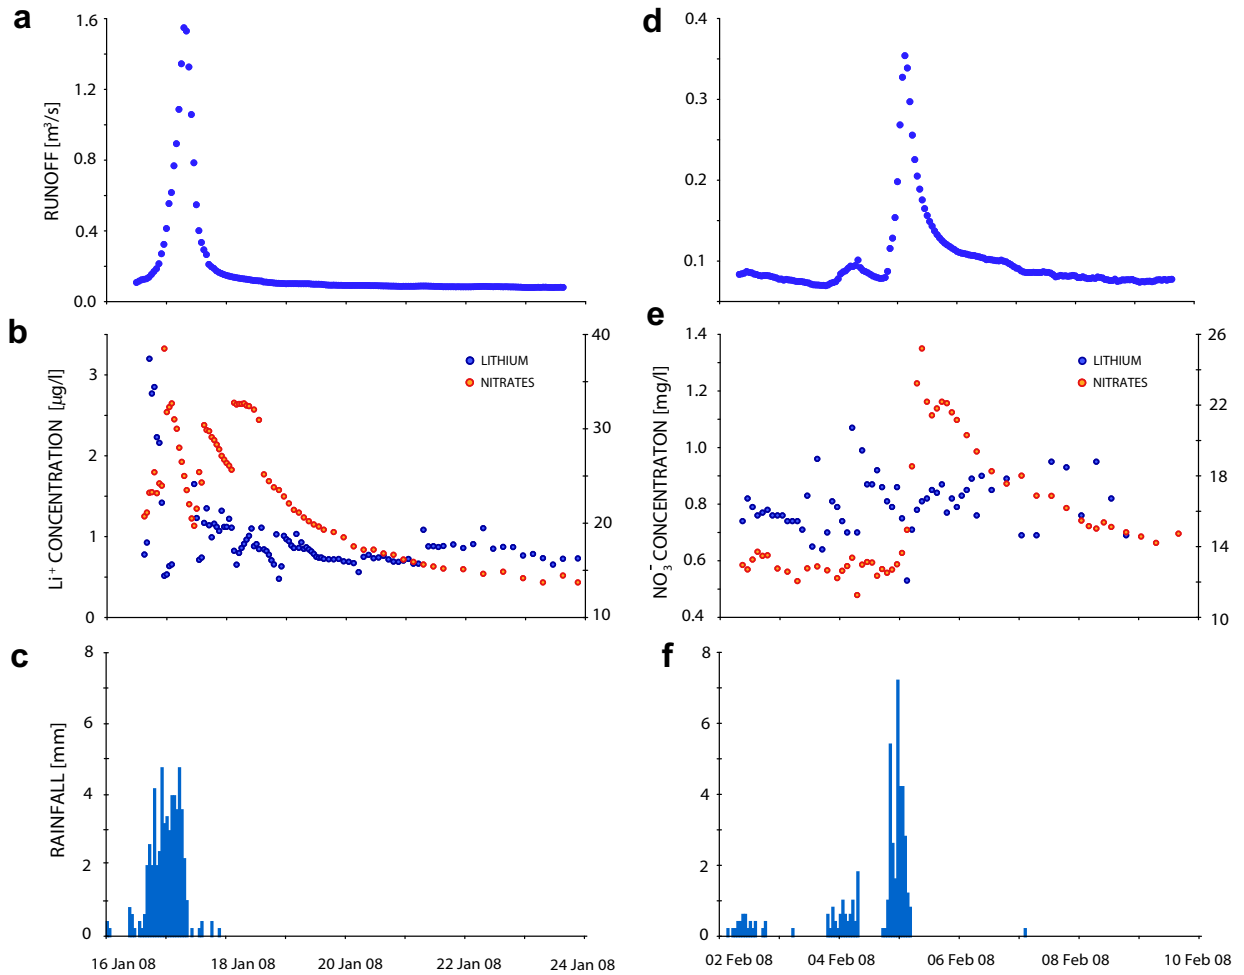 a
RUNOFF [m³/s]
1.6
1.2
0.8
0.4
0.0
d
0.4
0.3
0.2
0.1
b
Li⁺ CONCENTRATION [µg/l]
3
2
1
0
LITHIUM
NITRATES
40
30
20
10
e
NO₃⁻ CONCENTRATON [mg/l]
1.4
1.2
1.0
0.8
0.6
0.4
LITHIUM
NITRATES
26
22
18
14
10
c
RAINFALL [mm]
8
6
4
2
0
16 Jan 08 18 Jan 08 20 Jan 08 22 Jan 08 24 Jan 08
f
8
6
4
2
0
02 Feb 08 04 Feb 08 06 Feb 08 08 Feb 08 10 Feb 08